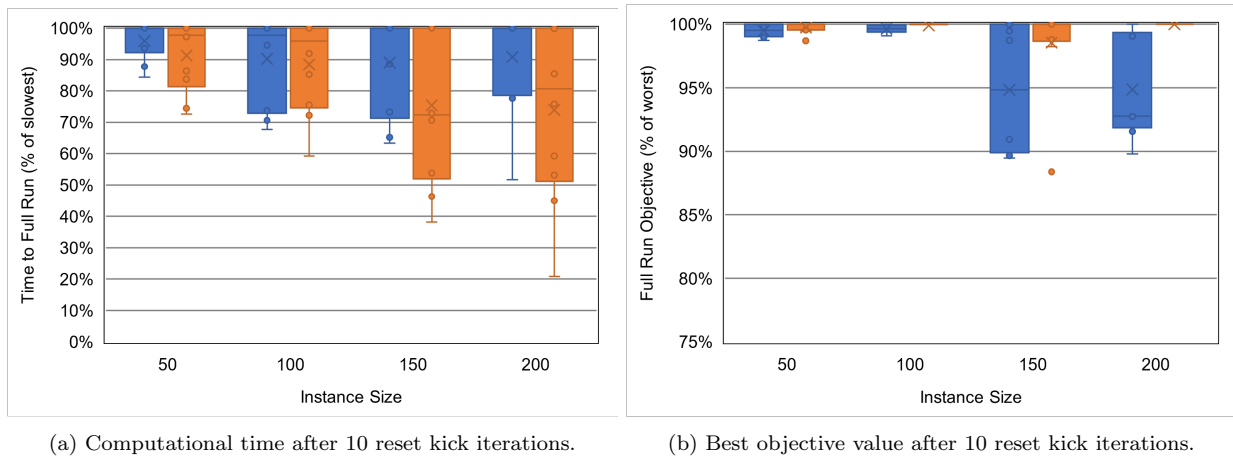 Time to Full Run (% of slowest)
100%
90%
80%
70%
60%
50%
40%
30%
20%
10%
0%
50 100 150 200
Instance Size
(a) Computational time after 10 reset kick iterations.
Full Run Objective (% of worst)
100%
95%
90%
85%
80%
75%
50 100 150 200
Instance Size
(b) Best objective value after 10 reset kick iterations.